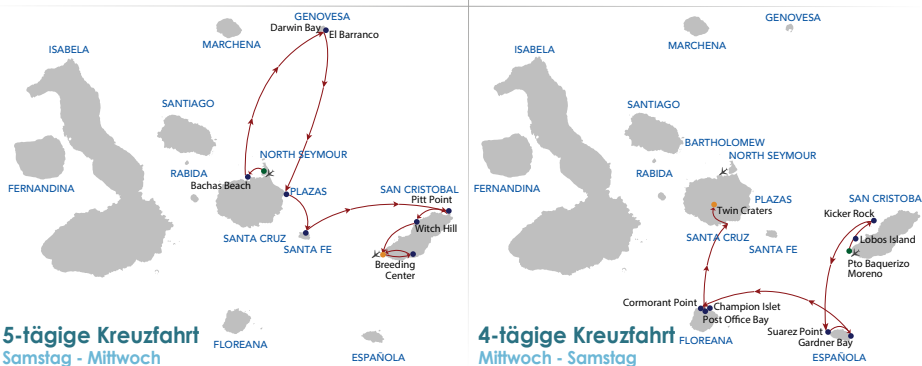 GENOVESA
Darwin Bay
El Barranco
MARCHENA
ISABELA
SANTIAGO
NORTH SEYMOUR
RABIDA
Bachas Beach
FERNANDINA
PLAZAS
SAN CRISTOBAL
Pitt Point
Witch Hill
SANTA CRUZ
SANTA FE
Breeding
Center
FLOREANA
ESPAÑOLA
5-tägige Kreuzfahrt
Samstag - Mittwoch
GENOVESA
MARCHENA
ISABELA
SANTIAGO
BARTHOLOMEW
NORTH SEYMOUR
RABIDA
FERNANDINA
PLAZAS
Twin Craters
SAN CRISTOBA
Kicker Rock
Lobos Island
SANTA CRUZ
SANTA FE
Pto Baquerizo
Moreno
Cormorant Point
Champion Islet
Post Office Bay
FLOREANA
Suarez Point
Gardner Bay
ESPAÑOLA
4-tägige Kreuzfahrt
Mittwoch - Samstag